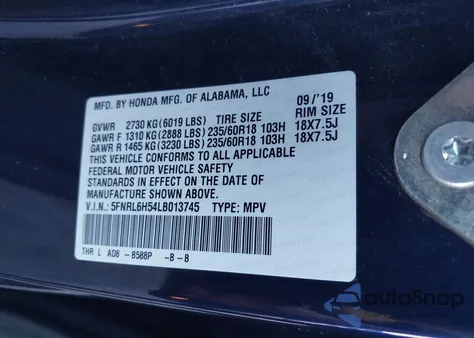 MFD. BY HONDA MFG. OF ALABAMA, LLC 09/'19
GVWR 2730 KG(6019 LBS) TIRE SIZE RIM SIZE
GAWR F 1310 KG(2888 LBS)235/60R18 103H 18X7.5J
GAWR R 1465 KG(3230 LBS)235/60R18 103H 18X7.5J
THIS VEHICLE CONFORMS TO ALL APPLICABLE
FEDERAL MOTOR VEHICLE SAFETY
STANDARDS IN EFFECT ON THE DATE OF
MANUFACTURE SHOWN ABOVE.
V.I.N.: 5FNRL6H54LB013745 TYPE: MPV
THR L AD8 -B588P -B-B
autoSnap